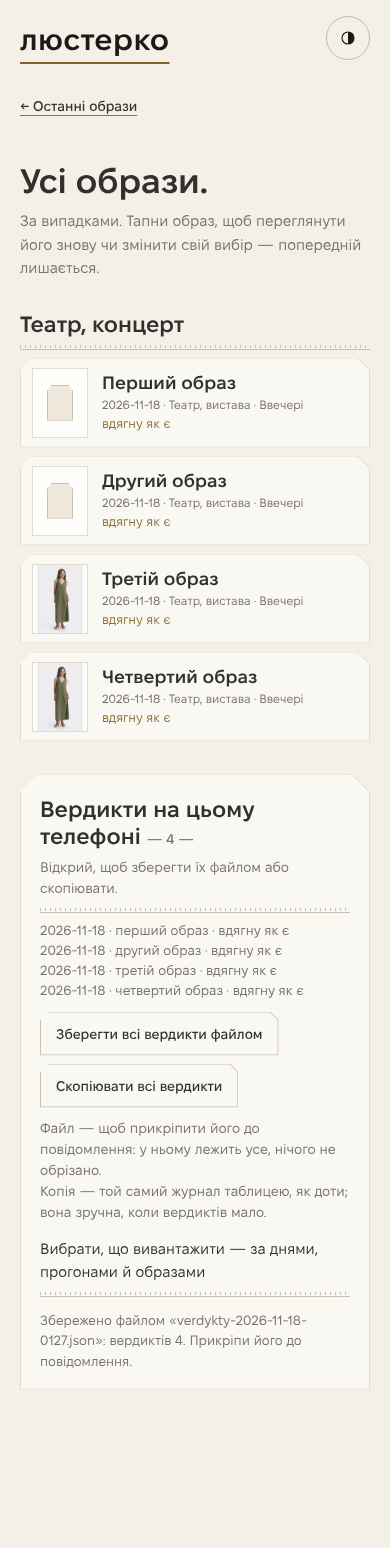 люстерко
← Останні образи
Усі образи.
За випадками. Тапни образ, щоб переглянути
його знову чи змінити свій вибір — попередній
лишається.
Театр, концерт
Перший образ
2026-11-18 · Театр, вистава · Ввечері
вдягну як є
Другий образ
2026-11-18 · Театр, вистава · Ввечері
вдягну як є
Третій образ
2026-11-18 · Театр, вистава · Ввечері
вдягну як є
Четвертий образ
2026-11-18 · Театр, вистава · Ввечері
вдягну як є
Вердикти на цьому
телефоні — 4 —
Відкрий, щоб зберегти їх файлом або
скопіювати.
2026-11-18 · перший образ · вдягну як є
2026-11-18 · другий образ · вдягну як є
2026-11-18 · третій образ · вдягну як є
2026-11-18 · четвертий образ · вдягну як є
Зберегти всі вердикти файлом
Скопіювати всі вердикти
Файл — щоб прикріпити його до
повідомлення: у ньому лежить усе, нічого не
обрізано.
Копія — той самий журнал таблицею, як доти;
вона зручна, коли вердиктів мало.
Вибрати, що вивантажити — за днями,
прогонами й образами
Збережено файлом «verdykty-2026-11-18-
0127.json»: вердиктів 4. Прикріпи його до
повідомлення.